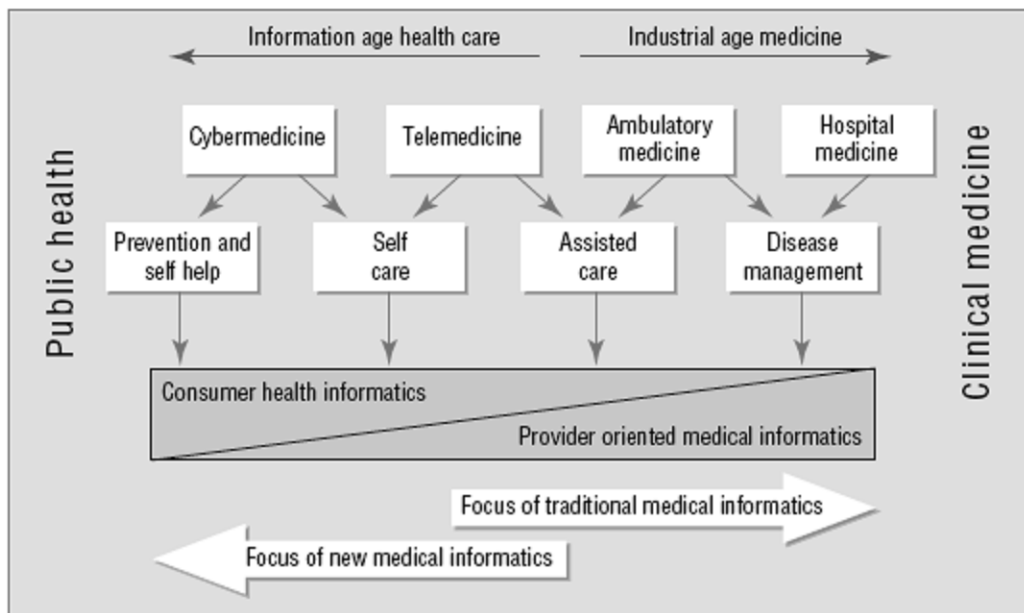 Information age health care
Industrial age medicine
Public health
Clinical medicine
Cybermedicine
Telemedicine
Ambulatory
medicine
Hospital
medicine
Prevention and
self help
Self
care
Assisted
care
Disease
management
Consumer health informatics
Provider oriented medical informatics
Focus of traditional medical informatics
Focus of new medical informatics